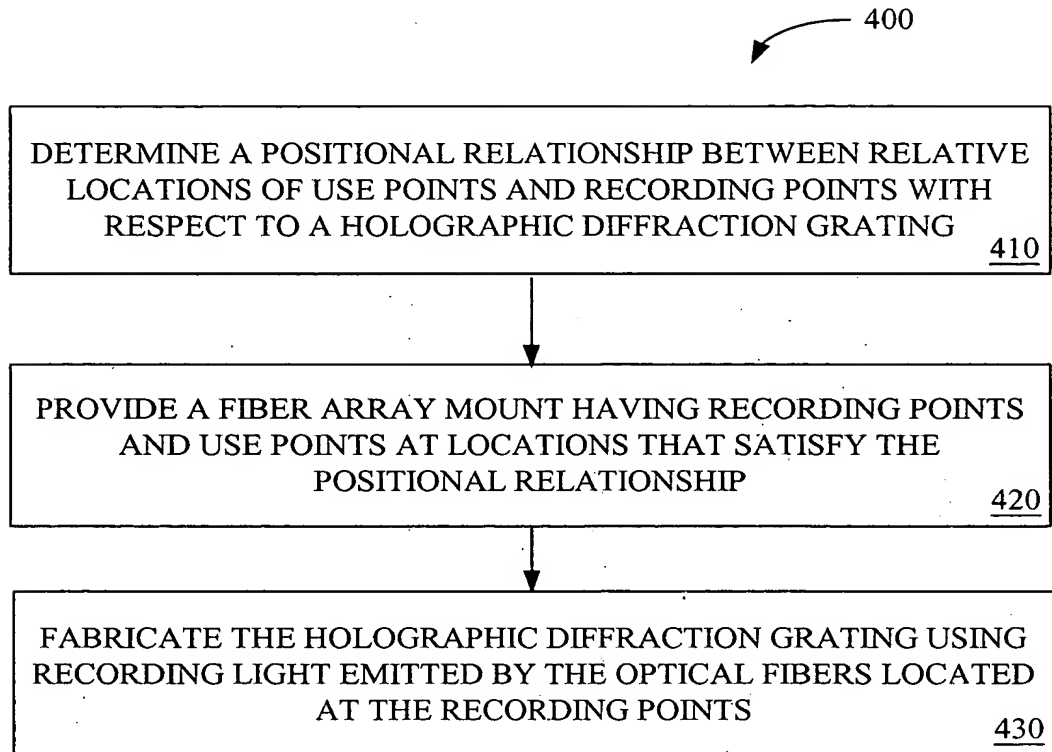 400
DETERMINE A POSITIONAL RELATIONSHIP BETWEEN RELATIVE
LOCATIONS OF USE POINTS AND RECORDING POINTS WITH
RESPECT TO A HOLOGRAPHIC DIFFRACTION GRATING
410
PROVIDE A FIBER ARRAY MOUNT HAVING RECORDING POINTS
AND USE POINTS AT LOCATIONS THAT SATISFY THE
POSITIONAL RELATIONSHIP
420
FABRICATE THE HOLOGRAPHIC DIFFRACTION GRATING USING
RECORDING LIGHT EMITTED BY THE OPTICAL FIBERS LOCATED
AT THE RECORDING POINTS
430